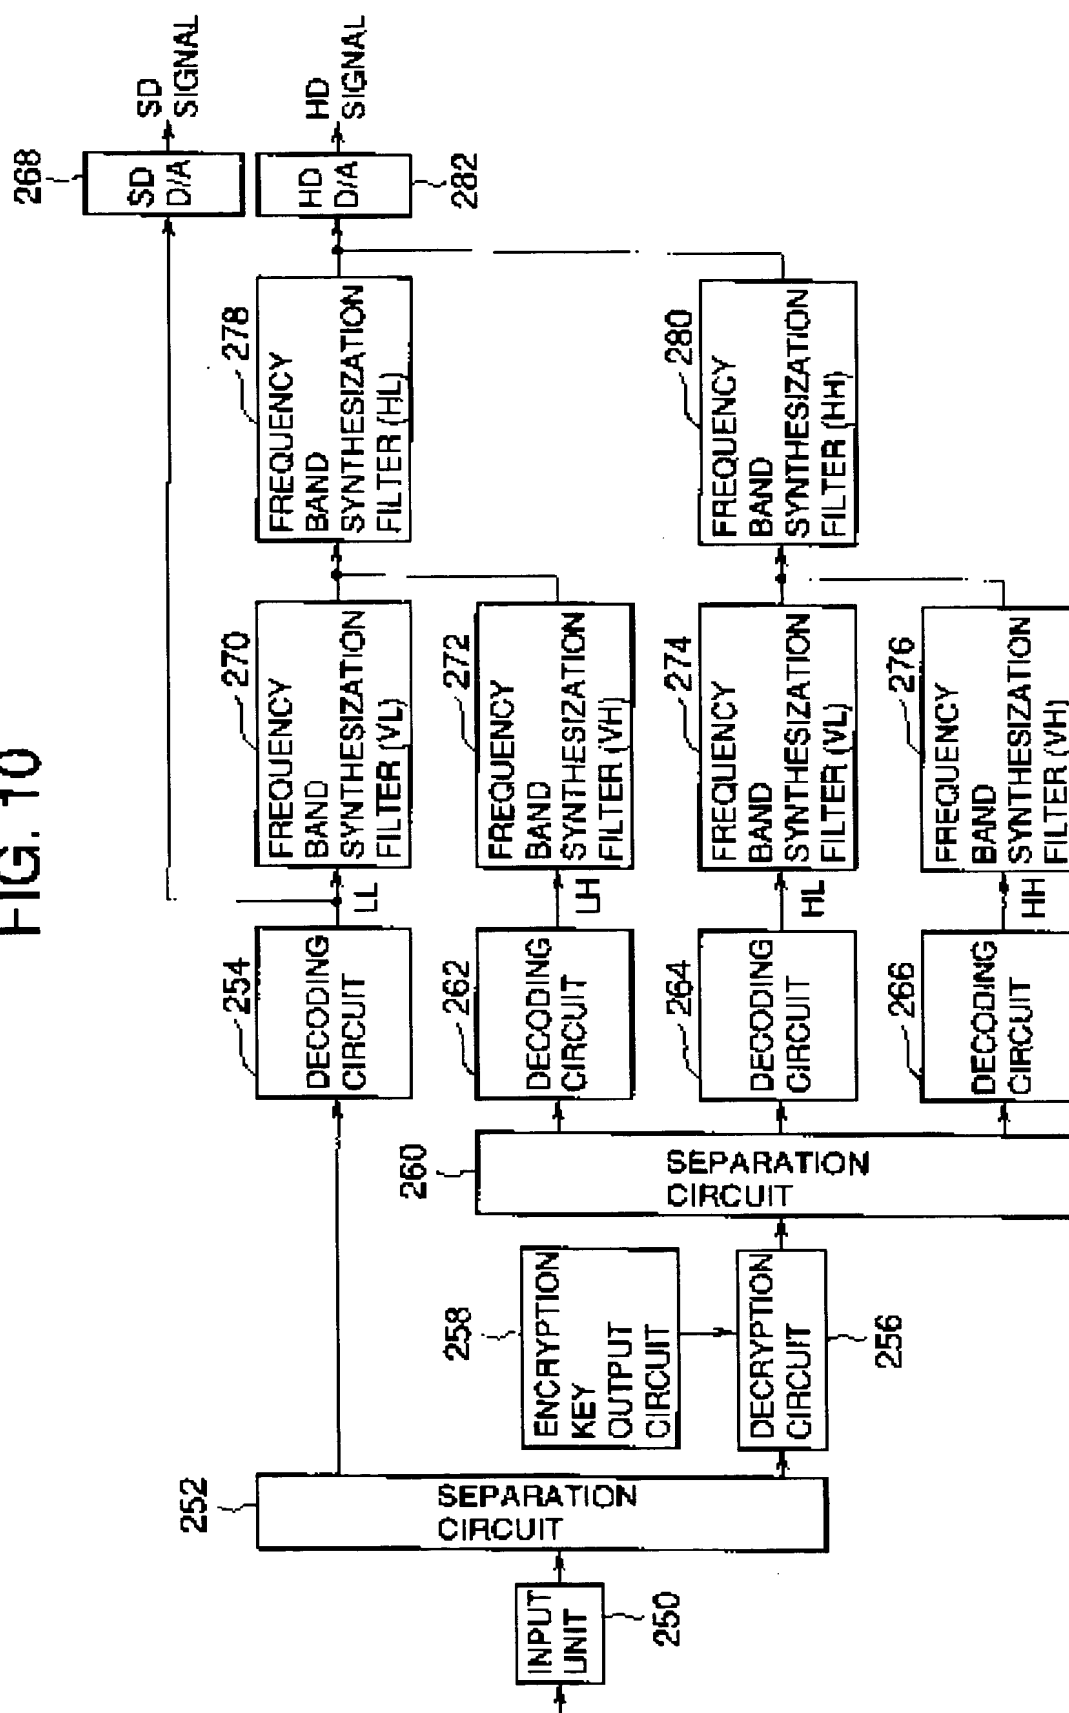 FIG. 10
250
INPUT
UNIT
252
SEPARATION
CIRCUIT
254
DECODING
CIRCUIT
LL
270
FREQUENCY
BAND
SYNTHESIZATION
FILTER (VL)
278
FREQUENCY
BAND
SYNTHESIZATION
FILTER (HL)
268
SD
D/A
SD
SIGNAL
HD
D/A
282
HD
SIGNAL
258
ENCRYPTION
KEY
OUTPUT
CIRCUIT
DECRYPTION
CIRCUIT
256
260
SEPARATION
CIRCUIT
262
DECODING
CIRCUIT
LH
272
FREQUENCY
BAND
SYNTHESIZATION
FILTER (VH)
264
DECODING
CIRCUIT
HL
274
FREQUENCY
BAND
SYNTHESIZATION
FILTER (VL)
280
FREQUENCY
BAND
SYNTHESIZATION
FILTER (HH)
266
DECODING
CIRCUIT
HH
276
FREQUENCY
BAND
SYNTHESIZATION
FILTER (VH)